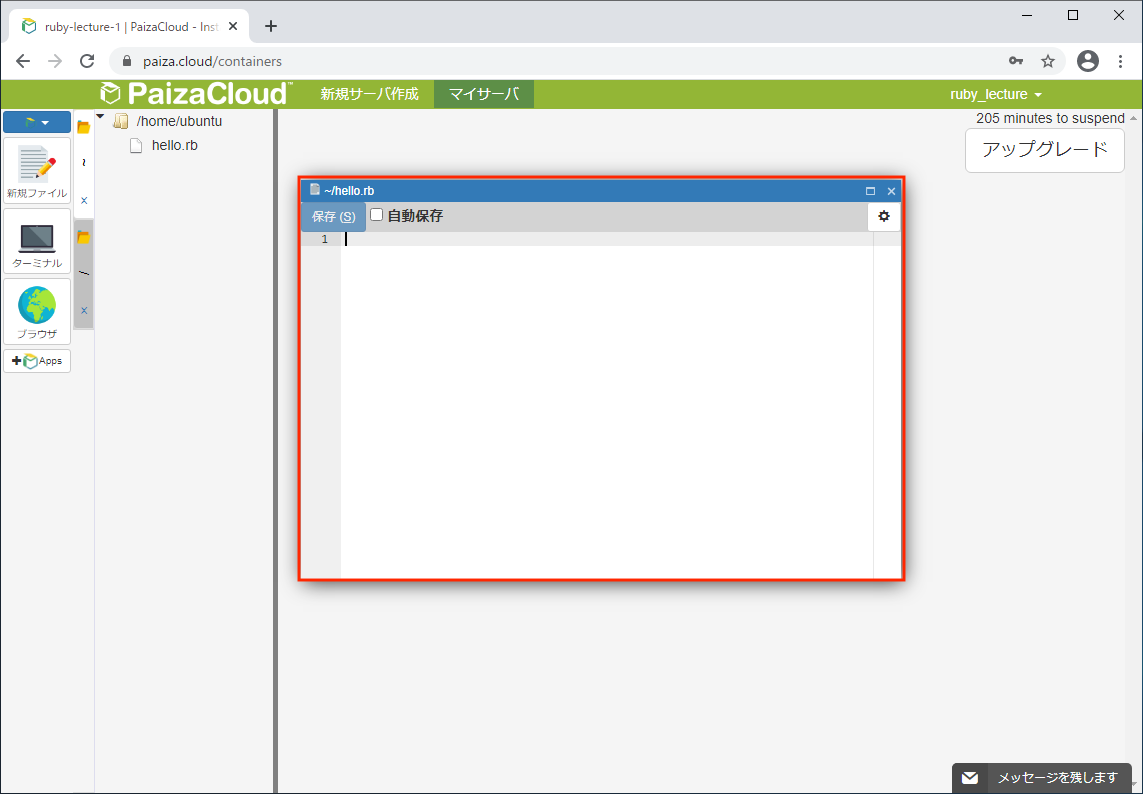 ruby-lecture-1 | PaizaCloud - Inst
paiza.cloud/containers
PaizaCloud
新規サーバ作成
マイサーバ
ruby_lecture
205 minutes to suspend
アップグレード
/home/ubuntu
hello.rb
新規ファイル
ターミナル
ブラウザ
Apps
~
/
x
x
~/hello.rb
保存 (S)
自動保存
1
メッセージを残します